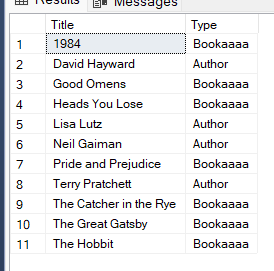 Results Messages
Title Type
1 1984 Bookaaaa
2 David Hayward Author
3 Good Omens Bookaaaa
4 Heads You Lose Bookaaaa
5 Lisa Lutz Author
6 Neil Gaiman Author
7 Pride and Prejudice Bookaaaa
8 Terry Pratchett Author
9 The Catcher in the Rye Bookaaaa
10 The Great Gatsby Bookaaaa
11 The Hobbit Bookaaaa